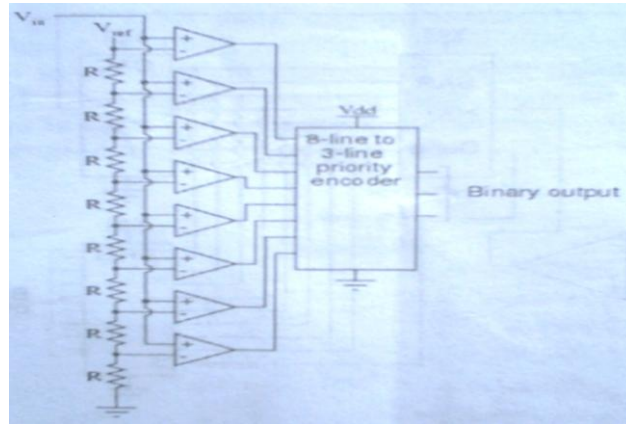 Vin
Vref
R
R
R
R
R
R
R
R
+
-
+
-
+
-
+
-
+
-
+
-
+
-
+
-
Vdd
8-line to
3-line
priority
encoder
Binary output